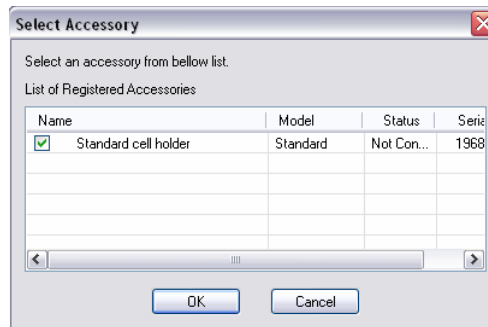 Select Accessory
Select an accessory from bellow list.
List of Registered Accessories
Name Model Status Seria
Standard cell holder Standard Not Con... 1968
OK Cancel